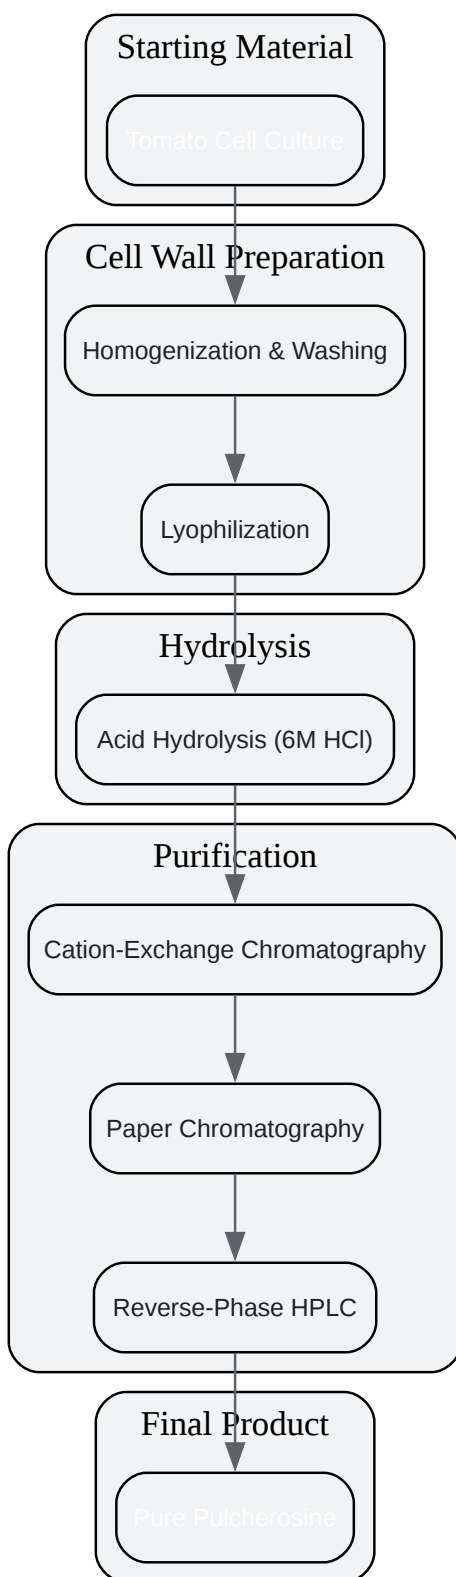 Starting Material
Tomato Cell Culture
Cell Wall Preparation
Homogenization & Washing
Lyophilization
Hydrolysis
Acid Hydrolysis (6M HCl)
Purification
Cation-Exchange Chromatography
Paper Chromatography
Reverse-Phase HPLC
Final Product
Pure Pulcherosine